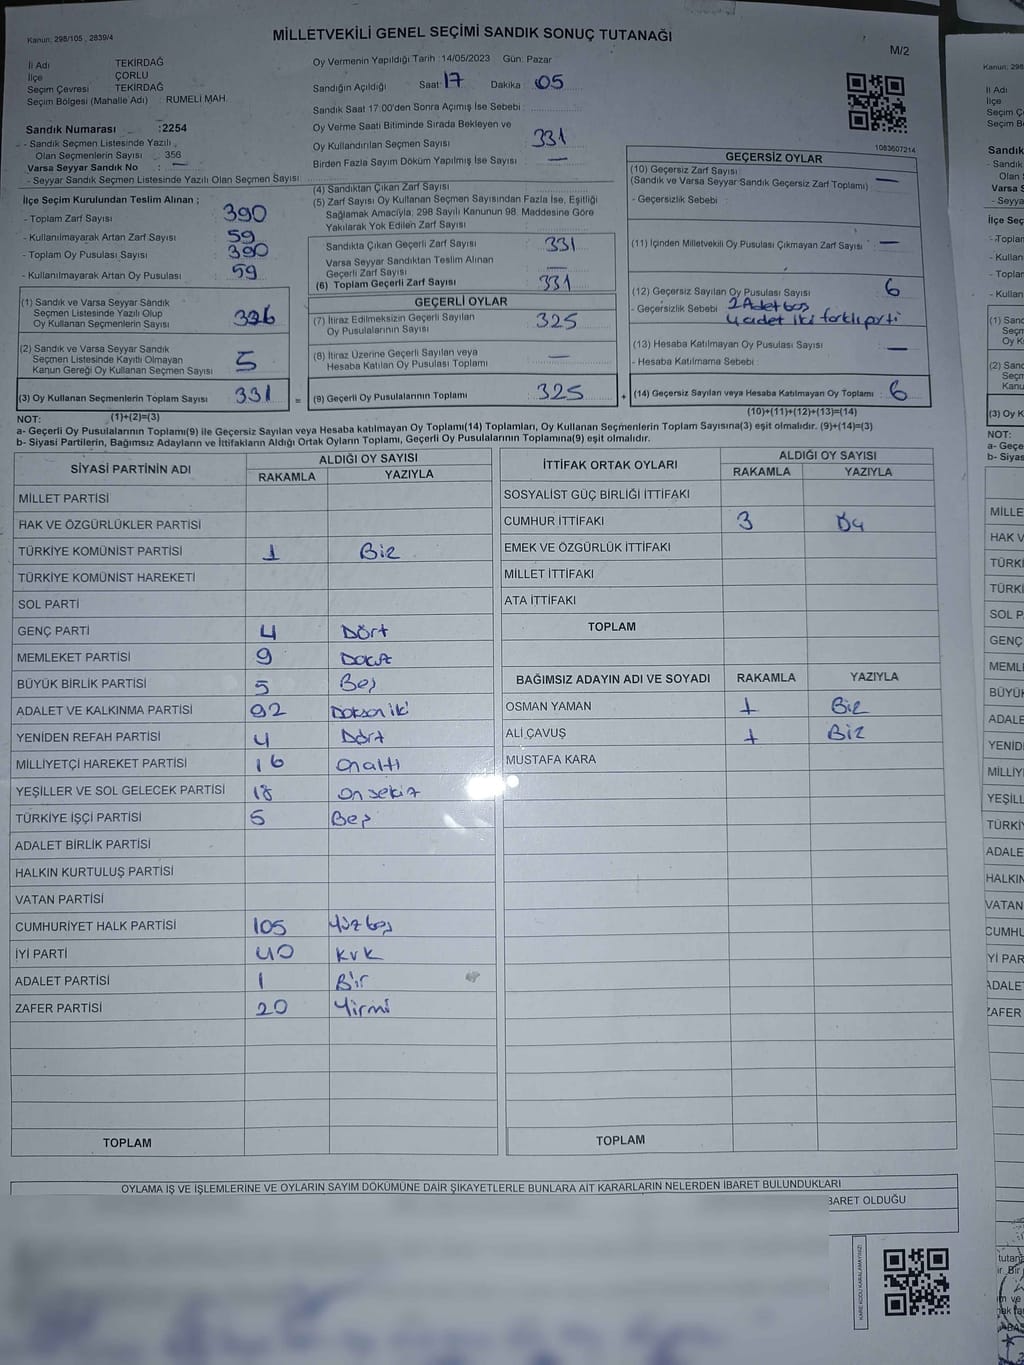 Kanun: 298/105, 2839/4
MİLLETVEKİLİ GENEL SEÇİMİ SANDIK SONUÇ TUTANAĞI
M/2
İl Adı TEKİRDAĞ
İlçe ÇORLU
Seçim Çevresi TEKİRDAĞ
Seçim Bölgesi (Mahalle Adı) : RUMELİ MAH.
Sandık Numarası :2254
- Sandık Seçmen Listesinde Yazılı
Olan Seçmenlerin Sayısı : 356
Varsa Seyyar Sandık No : —
- Seyyar Sandık Seçmen Listesinde Yazılı Olan Seçmen Sayısı
Oy Vermenin Yapıldığı Tarih :14/05/2023 Gün: Pazar
Sandığın Açıldığı Saat: 17 Dakika : 05
Sandık Saat 17.00'den Sonra Açımış İse Sebebi :
Oy Verme Saati Bitiminde Sırada Bekleyen ve
Oy Kullandırılan Seçmen Sayısı : 331
Birden Fazla Sayım Döküm Yapılmış İse Sayısı : —
1083607214
İlçe Seçim Kurulundan Teslim Alınan ;
- Toplam Zarf Sayısı : 390
- Kullanılmayarak Artan Zarf Sayısı : 59
- Toplam Oy Pusulası Sayısı : 390
- Kullanılmayarak Artan Oy Pusulası : 59
(1) Sandık ve Varsa Seyyar Sandık
Seçmen Listesinde Yazılı Olup
Oy Kullanan Seçmenlerin Sayısı : 326
(2) Sandık ve Varsa Seyyar Sandık
Seçmen Listesinde Kayıtlı Olmayan
Kanun Gereği Oy Kullanan Seçmen Sayısı : 5
(3) Oy Kullanan Seçmenlerin Toplam Sayısı : 331
(4) Sandıktan Çıkan Zarf Sayısı :
(5) Zarf Sayısı Oy Kullanan Seçmen Sayısından Fazla İse, Eşitliği
Sağlamak Amacıyla, 298 Sayılı Kanunun 98. Maddesine Göre
Yakılarak Yok Edilen Zarf Sayısı :
Sandıkta Çıkan Geçerli Zarf Sayısı : 331
Varsa Seyyar Sandıktan Teslim Alınan
Geçerli Zarf Sayısı : —
(6) Toplam Geçerli Zarf Sayısı : 331
GEÇERLİ OYLAR
(7) İtiraz Edilmeksizin Geçerli Sayılan
Oy Pusulalarının Sayısı : 325
(8) İtiraz Üzerine Geçerli Sayılan veya
Hesaba Katılan Oy Pusulası Toplamı : —
= (9) Geçerli Oy Pusulalarının Toplamı : 325
GEÇERSİZ OYLAR
(10) Geçersiz Zarf Sayısı : —
(Sandık ve Varsa Seyyar Sandık Geçersiz Zarf Toplamı)
- Geçersizlik Sebebi :
(11) İçinden Milletvekili Oy Pusulası Çıkmayan Zarf Sayısı : —
(12) Geçersiz Sayılan Oy Pusulası Sayısı : 6
- Geçersizlik Sebebi : 2 Adet boş
4 adet iki farklı parti
(13) Hesaba Katılmayan Oy Pusulası Sayısı : —
- Hesaba Katılmama Sebebi :
+ (14) Geçersiz Sayılan veya Hesaba Katılmayan Oy Toplamı : 6
NOT: (1)+(2)=(3)
(10)+(11)+(12)+(13)=(14)
a- Geçerli Oy Pusulalarının Toplamı(9) ile Geçersiz Sayılan veya Hesaba katılmayan Oy Toplamı(14) Toplamları, Oy Kullanan Seçmenlerin Toplam Sayısına(3) eşit olmalıdır. (9)+(14)=(3)
b- Siyasi Partilerin, Bağımsız Adayların ve İttifakların Aldığı Ortak Oyların Toplamı, Geçerli Oy Pusulalarının Toplamına(9) eşit olmalıdır.
SİYASİ PARTİNİN ADI ALDIĞI OY SAYISI
RAKAMLA YAZIYLA
MİLLET PARTİSİ
HAK VE ÖZGÜRLÜKLER PARTİSİ
TÜRKİYE KOMÜNİST PARTİSİ 1 Bir
TÜRKİYE KOMÜNİST HAREKETİ
SOL PARTİ
GENÇ PARTİ 4 Dört
MEMLEKET PARTİSİ 9
BÜYÜK BİRLİK PARTİSİ 5 Beş
ADALET VE KALKINMA PARTİSİ 92 Doksan iki
YENİDEN REFAH PARTİSİ 4 Dört
MİLLİYETÇİ HAREKET PARTİSİ 16 onaltı
YEŞİLLER VE SOL GELECEK PARTİSİ 18 onsekiz
TÜRKİYE İŞÇİ PARTİSİ 5 Beş
ADALET BİRLİK PARTİSİ
HALKIN KURTULUŞ PARTİSİ
VATAN PARTİSİ
CUMHURİYET HALK PARTİSİ 105 Yüz beş
İYİ PARTİ 40 Kırk
ADALET PARTİSİ 1 Bir
ZAFER PARTİSİ 20 Yirmi
TOPLAM
İTTİFAK ORTAK OYLARI ALDIĞI OY SAYISI
RAKAMLA YAZIYLA
SOSYALİST GÜÇ BİRLİĞİ İTTİFAKI
CUMHUR İTTİFAKI 3
EMEK VE ÖZGÜRLÜK İTTİFAKI
MİLLET İTTİFAKI
ATA İTTİFAKI
TOPLAM
BAĞIMSIZ ADAYIN ADI VE SOYADI RAKAMLA YAZIYLA
OSMAN YAMAN 1 Bir
ALİ ÇAVUŞ 1 Bir
MUSTAFA KARA
TOPLAM
OYLAMA İŞ VE İŞLEMLERİNE VE OYLARIN SAYIM DÖKÜMÜNE DAİR ŞİKAYETLERLE BUNLARA AİT KARARLARIN NELERDEN İBARET BULUNDUKLARI
BARET OLDUĞU
KARE KODU KARALAMAYINIZ!